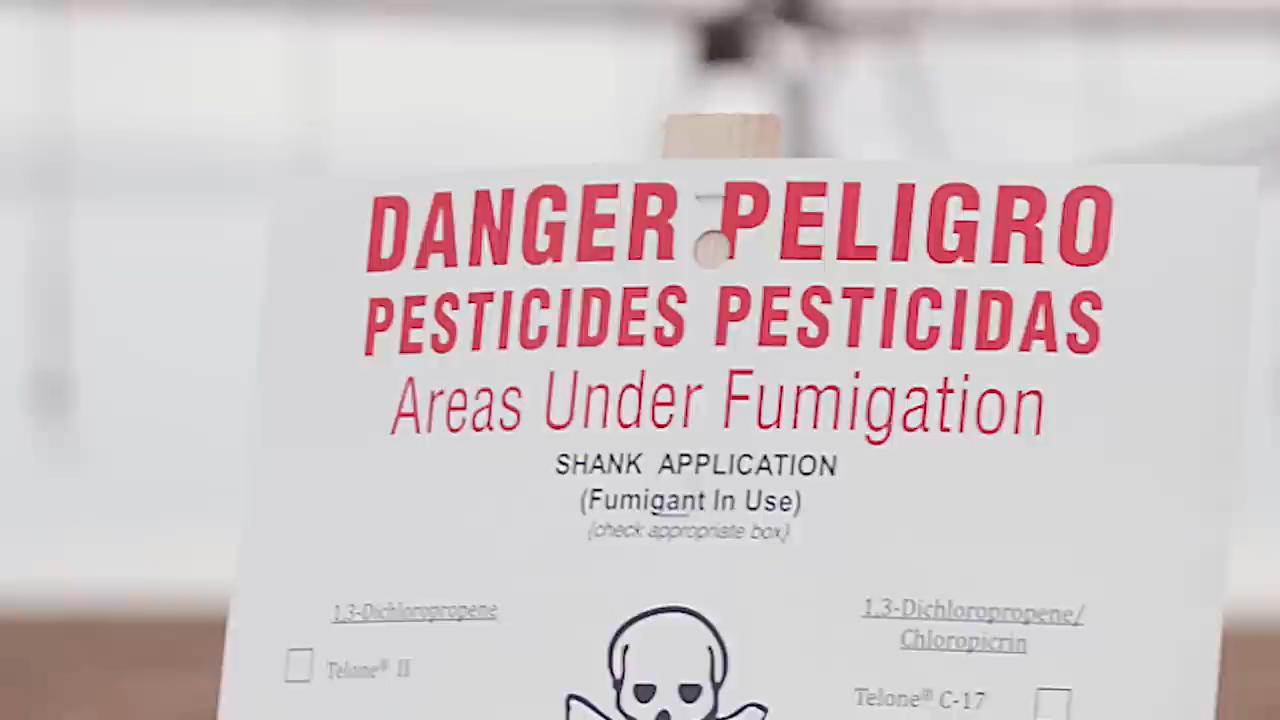 DANGER PELIGRO
PESTICIDES PESTICIDAS
Areas Under Fumigation
SHANK APPLICATION
(Fumigant In Use)
(check appropriate box)
1,3-Dichloropropene
1,3-Dichloropropene/
Chloropicrin
Telone® II
Telone® C-17